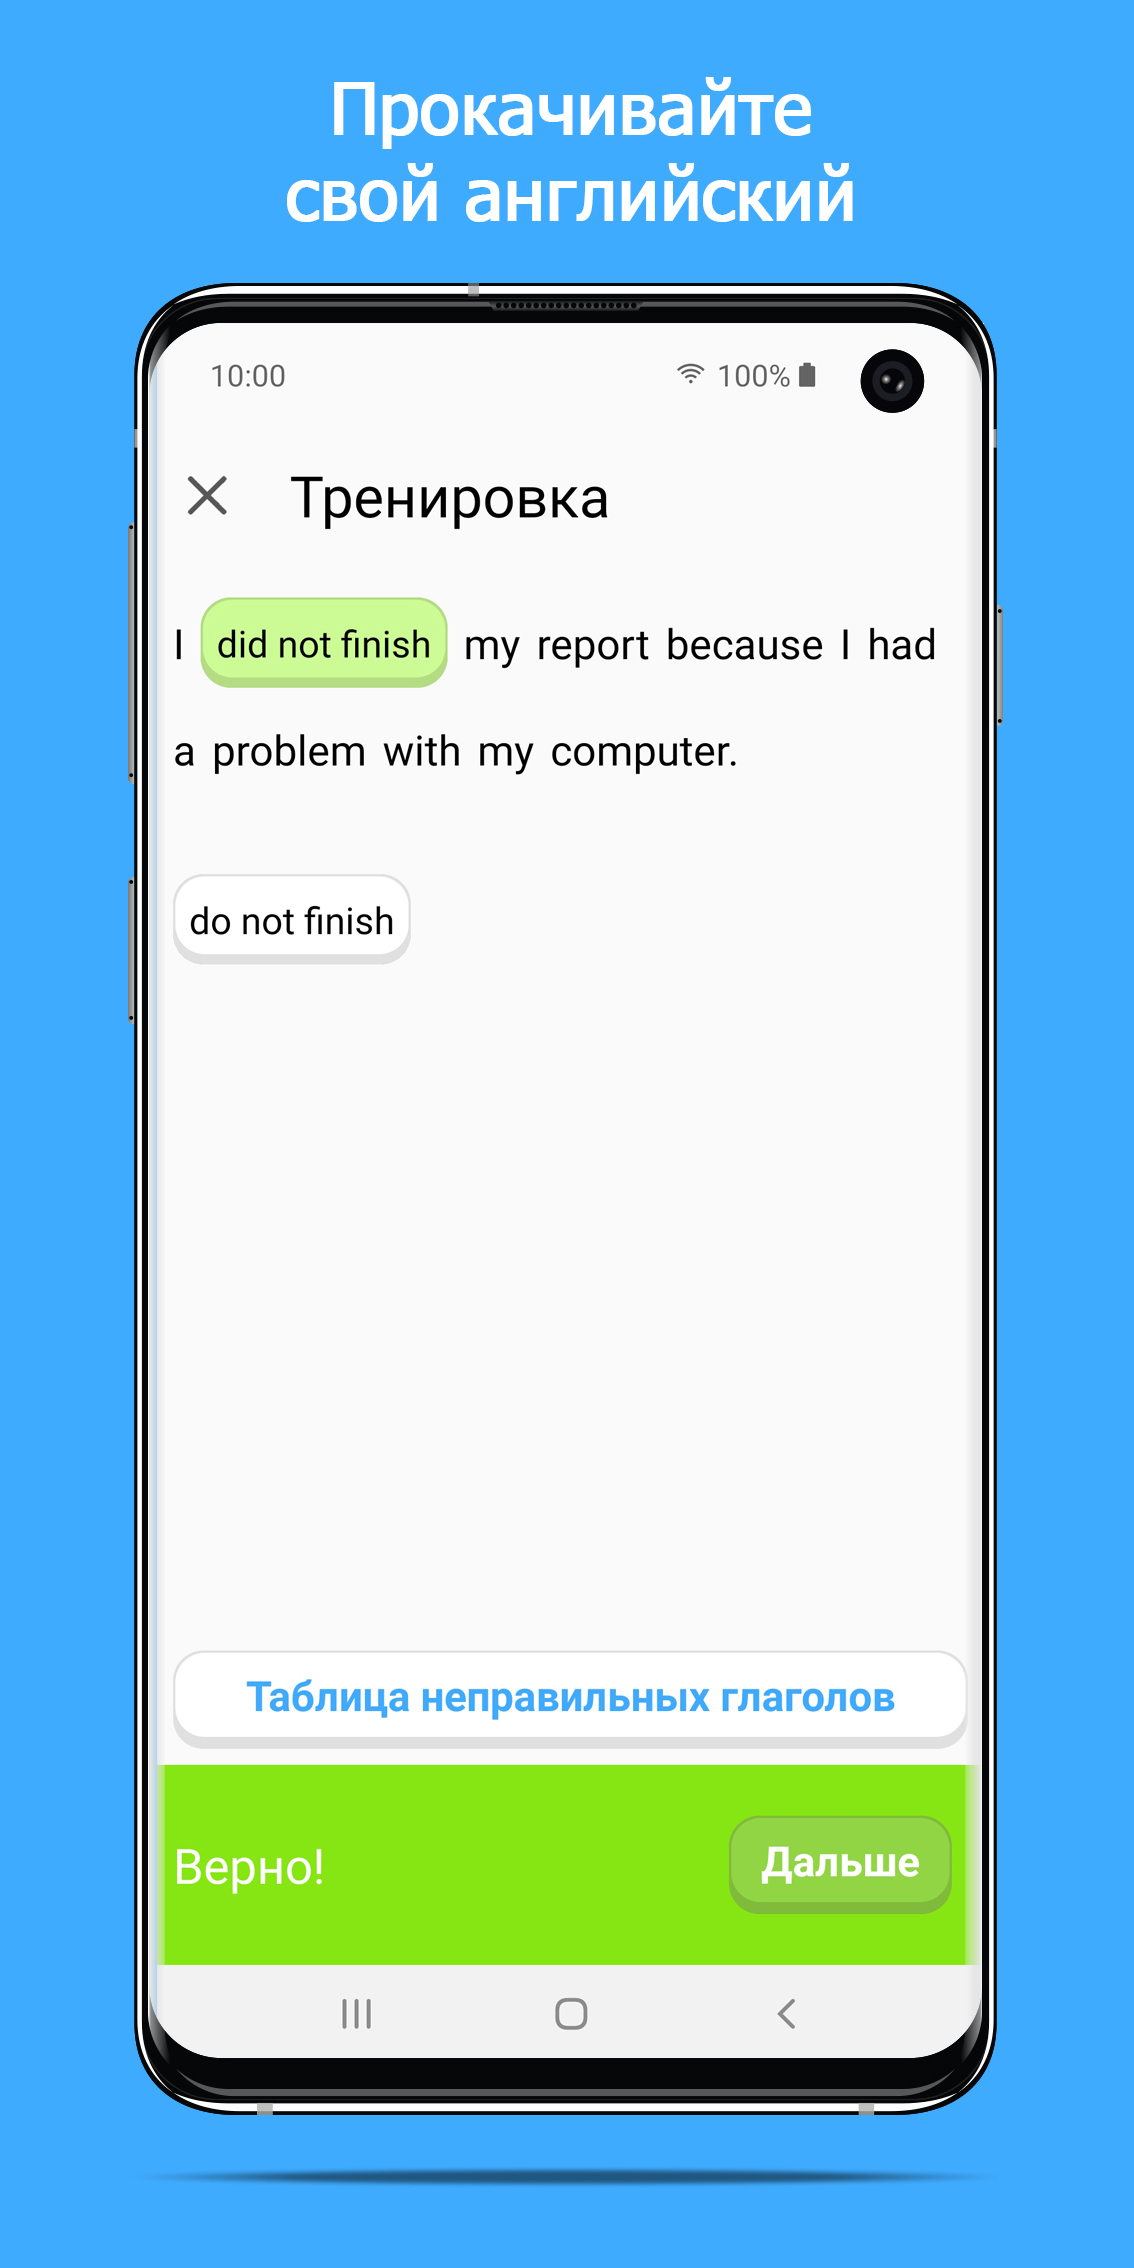 Прокачивайте
свой английский
10:00 100%
Тренировка
I did not finish my report because I had
a problem with my computer.
do not finish
Таблица неправильных глаголов
Верно! Дальше